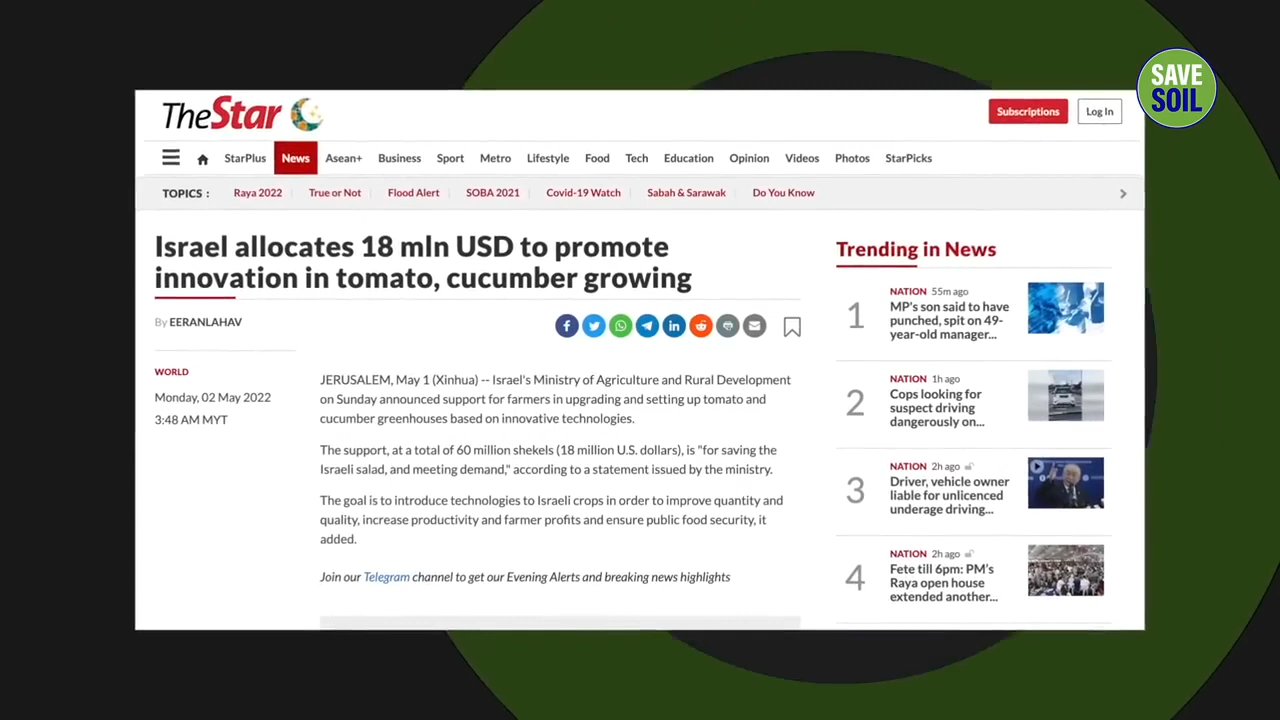 SAVE
SOIL
TheStar
Subscriptions
Log In
StarPlus News Asean+ Business Sport Metro Lifestyle Food Tech Education Opinion Videos Photos StarPicks
TOPICS : Raya 2022 True or Not Flood Alert SOBA 2021 Covid-19 Watch Sabah & Sarawak Do You Know
Israel allocates 18 mln USD to promote
innovation in tomato, cucumber growing
By EERANLAHAV
WORLD
Monday, 02 May 2022
3:48 AM MYT
JERUSALEM, May 1 (Xinhua) -- Israel's Ministry of Agriculture and Rural Development
on Sunday announced support for farmers in upgrading and setting up tomato and
cucumber greenhouses based on innovative technologies.
The support, at a total of 60 million shekels (18 million U.S. dollars), is "for saving the
Israeli salad, and meeting demand," according to a statement issued by the ministry.
The goal is to introduce technologies to Israeli crops in order to improve quantity and
quality, increase productivity and farmer profits and ensure public food security, it
added.
Join our Telegram channel to get our Evening Alerts and breaking news highlights
Trending in News
1
NATION 55m ago
MP's son said to have
punched, spit on 49-
year-old manager...
2
NATION 1h ago
Cops looking for
suspect driving
dangerously on...
3
NATION 2h ago
Driver, vehicle owner
liable for unlicenced
underage driving...
4
NATION 2h ago
Fete till 6pm: PM's
Raya open house
extended another...